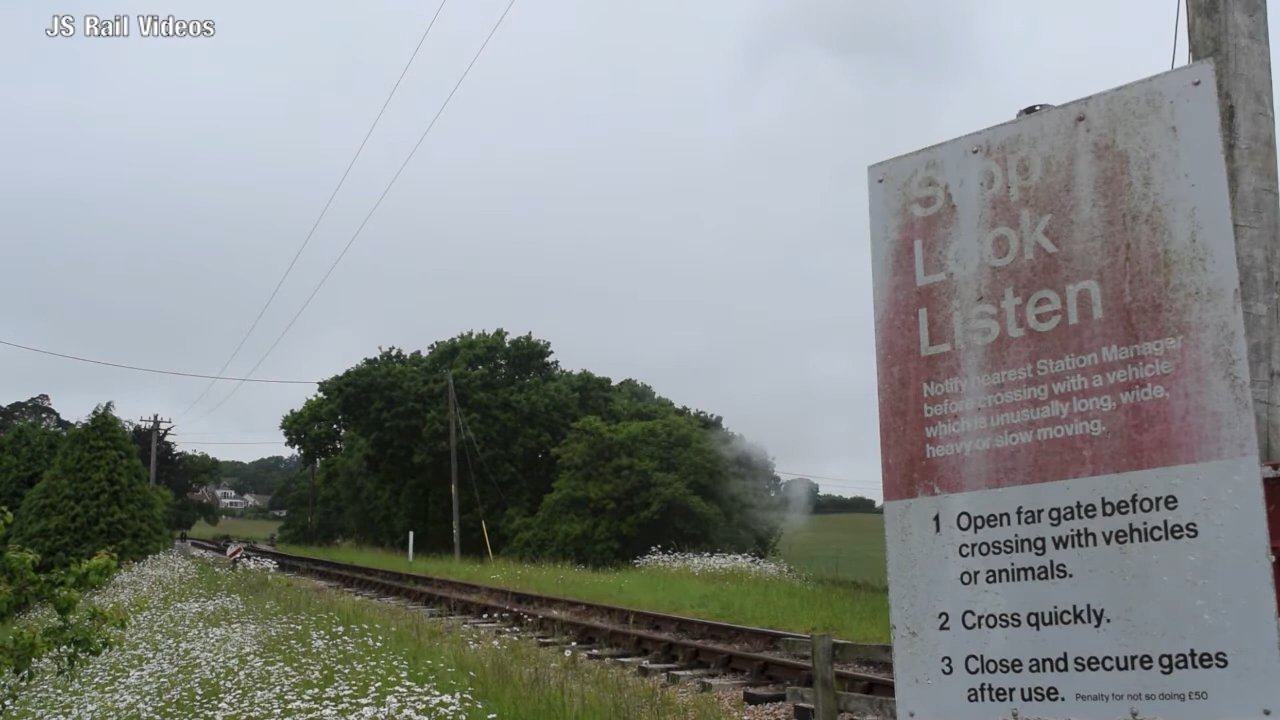 JS Rail Videos
Stop
Look
Listen
Notify nearest Station Manager
before crossing with a vehicle
which is unusually long, wide,
heavy or slow moving.
1 Open far gate before
crossing with vehicles
or animals.
2 Cross quickly.
3 Close and secure gates
after use. Penalty for not so doing £50